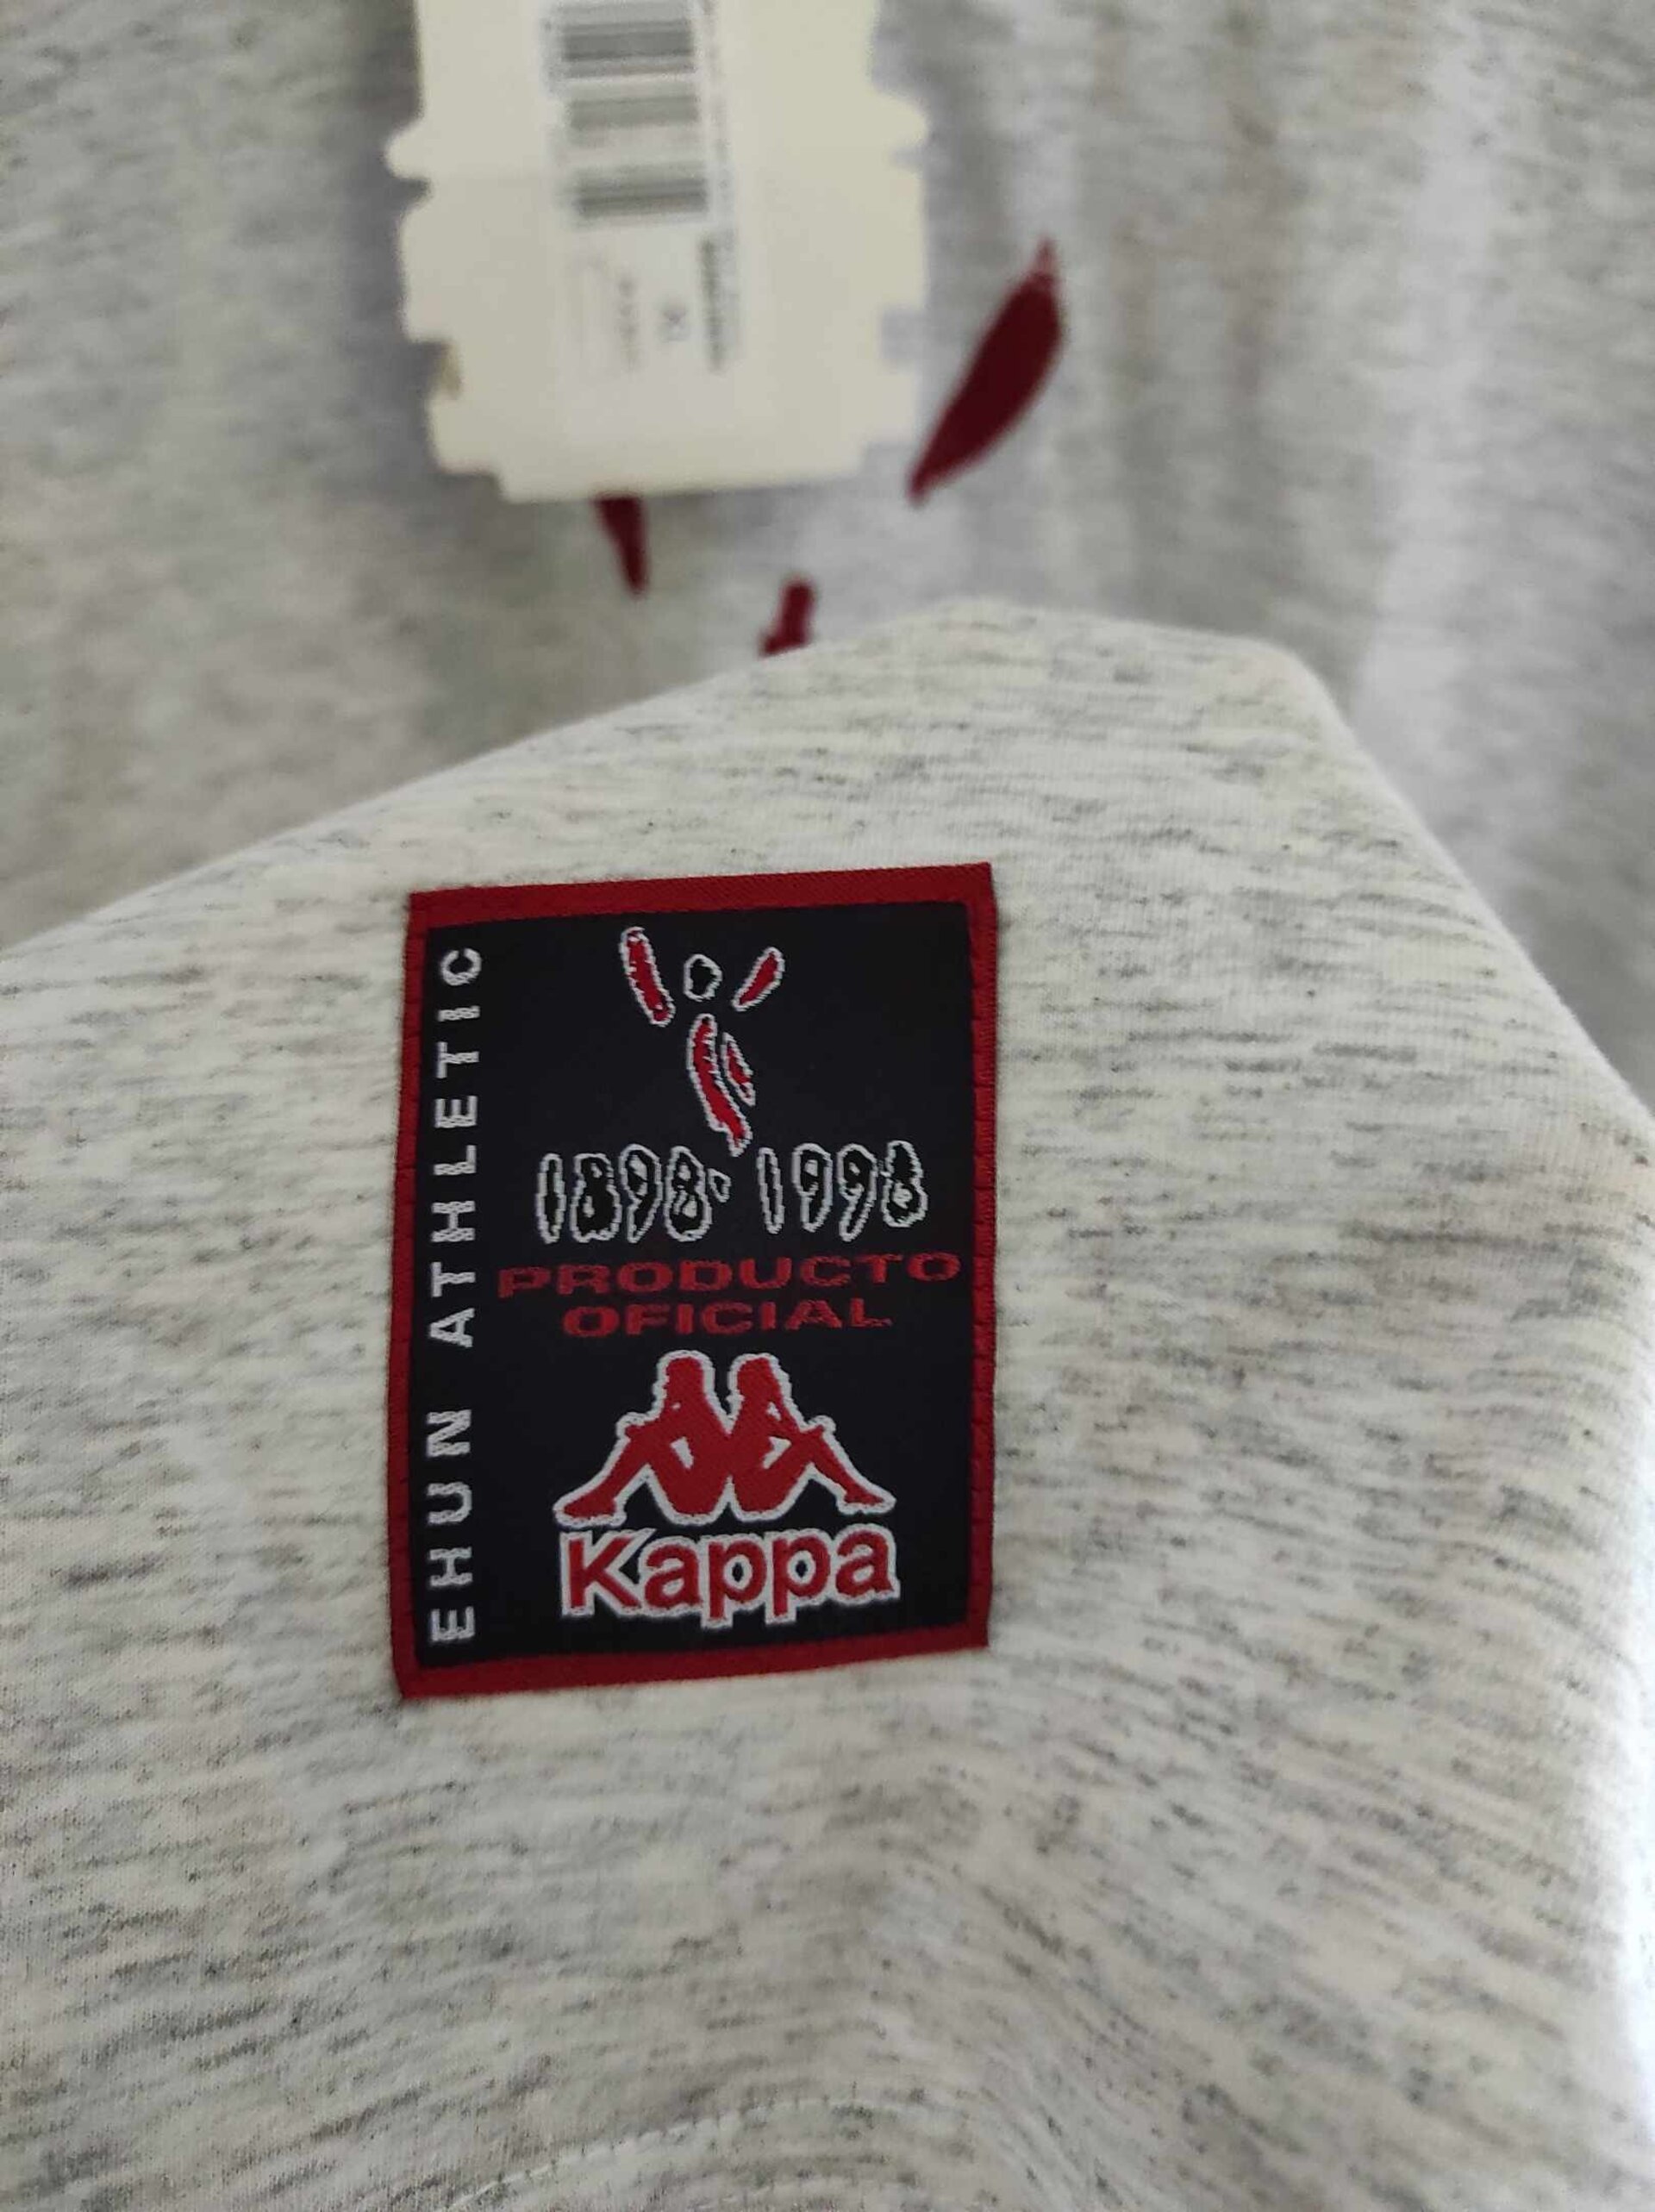 EHUN ATHLETIC
1898·1998
PRODUCTO
OFICIAL
Kappa